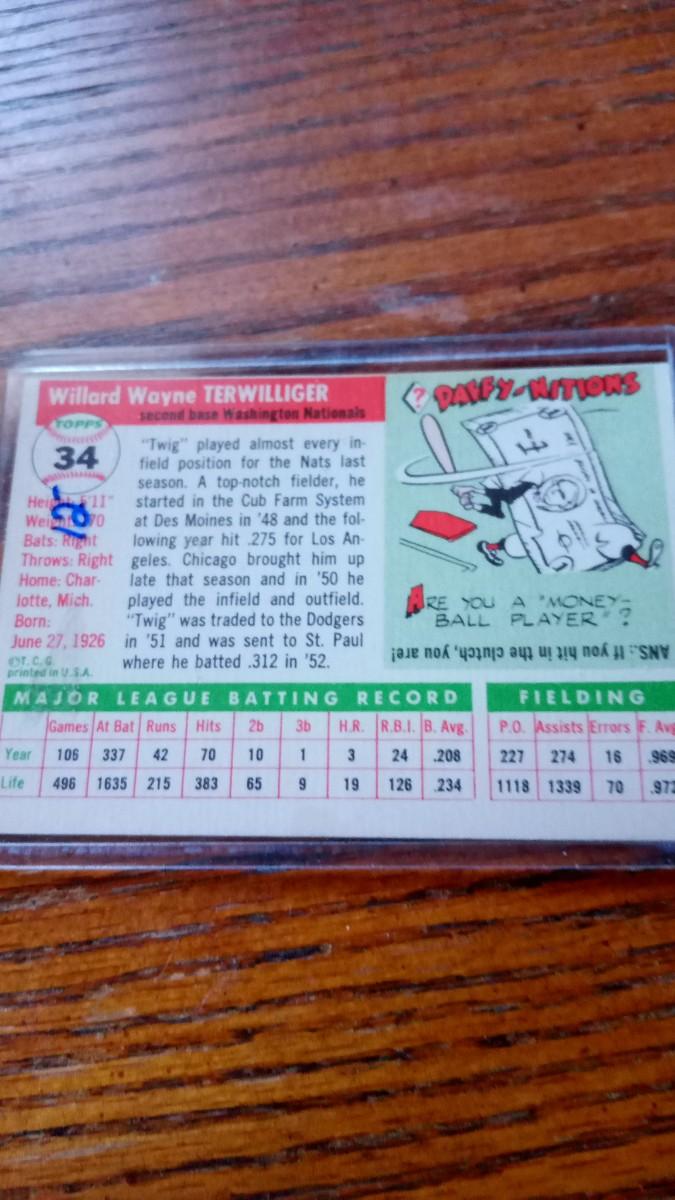 Willard Wayne TERWILLIGER
second base Washington Nationals
TOPPS
34
Height: 5'11"
Weight: 170
Bats: Right
Throws: Right
Home: Char-
lotte, Mich.
Born:
June 27, 1926
©T. C. G.
printed in U.S.A.
"Twig" played almost every in-
field position for the Nats last
season. A top-notch fielder, he
started in the Cub Farm System
at Des Moines in '48 and the fol-
lowing year hit .275 for Los An-
geles. Chicago brought him up
late that season and in '50 he
played the infield and outfield.
"Twig" was traded to the Dodgers
in '51 and was sent to St. Paul
where he batted .312 in '52.
? DAFFY-NITIONS
1
ARE YOU A "MONEY-
BALL PLAYER"?
ANS.: If you hit in the clutch, you are!
MAJOR LEAGUE BATTING RECORD FIELDING
Games At Bat Runs Hits 2b 3b H.R. R.B.I. B. Avg. P.O. Assists Errors F. Avg
Year 106 337 42 70 10 1 3 24 .208 227 274 16 .969
Life 496 1635 215 383 65 9 19 126 .234 1118 1339 70 .97